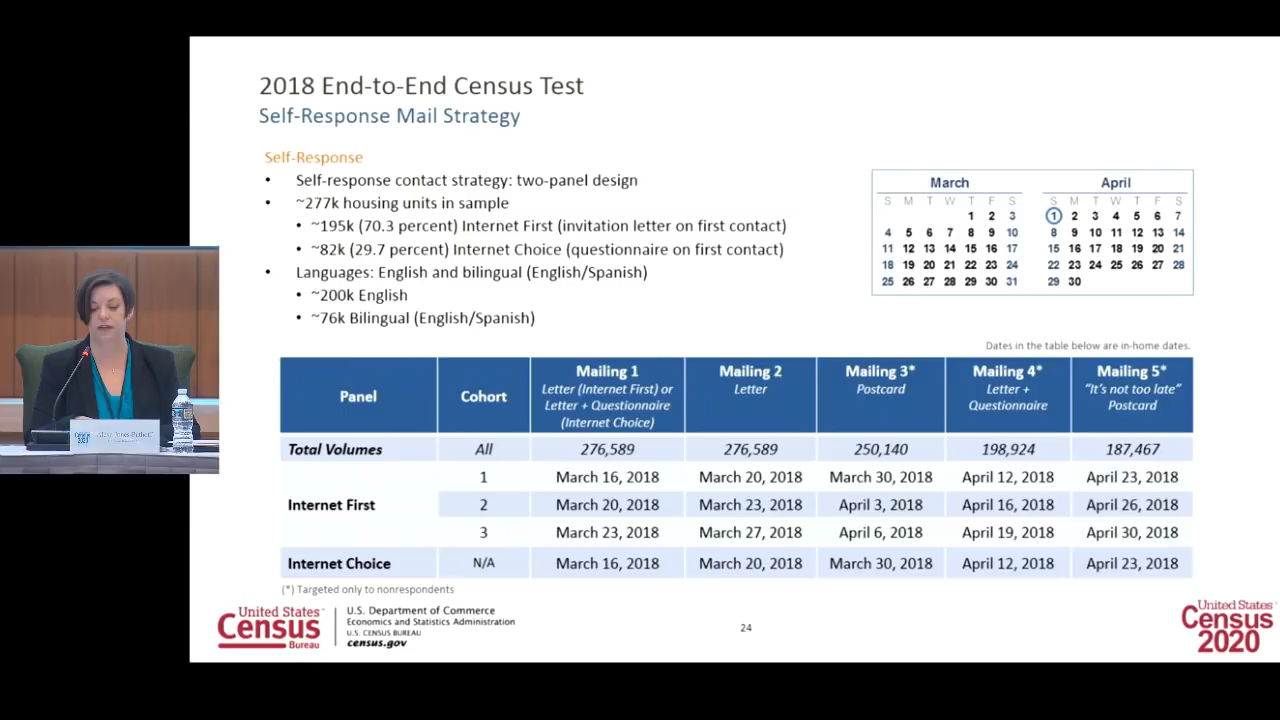 2018 End-to-End Census Test
Self-Response Mail Strategy
Self-Response
• Self-response contact strategy: two-panel design
• ~277k housing units in sample
• ~195k (70.3 percent) Internet First (invitation letter on first contact)
• ~82k (29.7 percent) Internet Choice (questionnaire on first contact)
• Languages: English and bilingual (English/Spanish)
• ~200k English
• ~76k Bilingual (English/Spanish)
March
S M T W T F S
1 2 3
4 5 6 7 8 9 10
11 12 13 14 15 16 17
18 19 20 21 22 23 24
25 26 27 28 29 30 31
April
S M T W T F S
1 2 3 4 5 6 7
8 9 10 11 12 13 14
15 16 17 18 19 20 21
22 23 24 25 26 27 28
29 30
Dates in the table below are in-home dates.
Panel Cohort Mailing 1 Mailing 2 Mailing 3* Mailing 4* Mailing 5*
Letter (Internet First) or Letter Postcard Letter + "It's not too late"
Letter + Questionnaire Questionnaire Postcard
(Internet Choice)
Total Volumes All 276,589 276,589 250,140 198,924 187,467
1 March 16, 2018 March 20, 2018 March 30, 2018 April 12, 2018 April 23, 2018
Internet First 2 March 20, 2018 March 23, 2018 April 3, 2018 April 16, 2018 April 26, 2018
3 March 23, 2018 March 27, 2018 April 6, 2018 April 19, 2018 April 30, 2018
Internet Choice N/A March 16, 2018 March 20, 2018 March 30, 2018 April 12, 2018 April 23, 2018
(*) Targeted only to nonrespondents
United States
Census
Bureau
U.S. Department of Commerce
Economics and Statistics Administration
U.S. CENSUS BUREAU
census.gov
24
United States
Census
2020